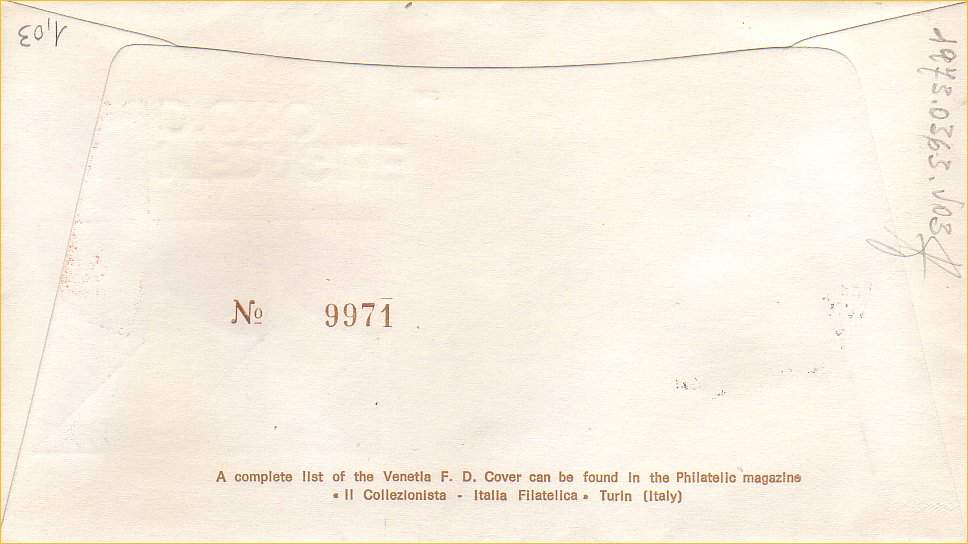 1,03
Nº 9971
A complete list of the Venetia F. D. Cover can be found in the Philatelic magazine
« Il Collezionista - Italia Filatelica » Turin (Italy)